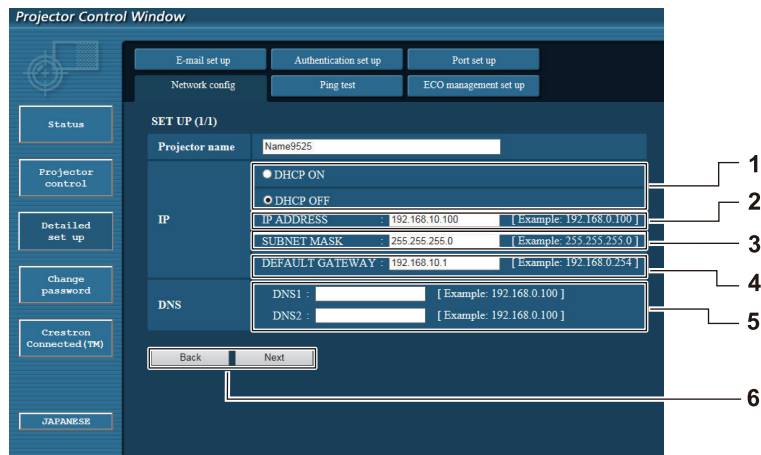 Projector Control Window
E-mail set up
Authentication set up
Port set up
Network config
Ping test
ECO management set up
Status
Projector
control
Detailed
set up
Change
password
Crestron
Connected(TM)
JAPANESE
SET UP (1/1)
Projector name
Name9525
IP
DHCP ON
DHCP OFF
IP ADDRESS : 192.168.10.100 [ Example: 192.168.0.100 ]
SUBNET MASK : 255.255.255.0 [ Example: 255.255.255.0 ]
DEFAULT GATEWAY : 192.168.10.1 [ Example: 192.168.0.254 ]
DNS
DNS1 : [ Example: 192.168.0.100 ]
DNS2 : [ Example: 192.168.0.100 ]
Back
Next
1
2
3
4
5
6